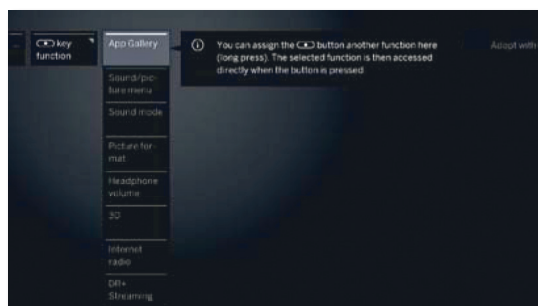 key
function
App Gallery
You can assign the button another function here
(long press). The selected function is then accessed
directly when the button is pressed
Adopt with
Sound/pic-
ture menu
Sound mode
Picture for-
mat
Headphone
volume
3D
Internet
radio
DR+
Streaming